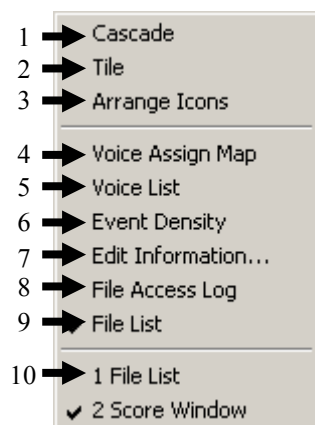 1 Cascade
2 Tile
3 Arrange Icons
4 Voice Assign Map
5 Voice List
6 Event Density
7 Edit Information...
8 File Access Log
9 File List
10 1 File List
2 Score Window